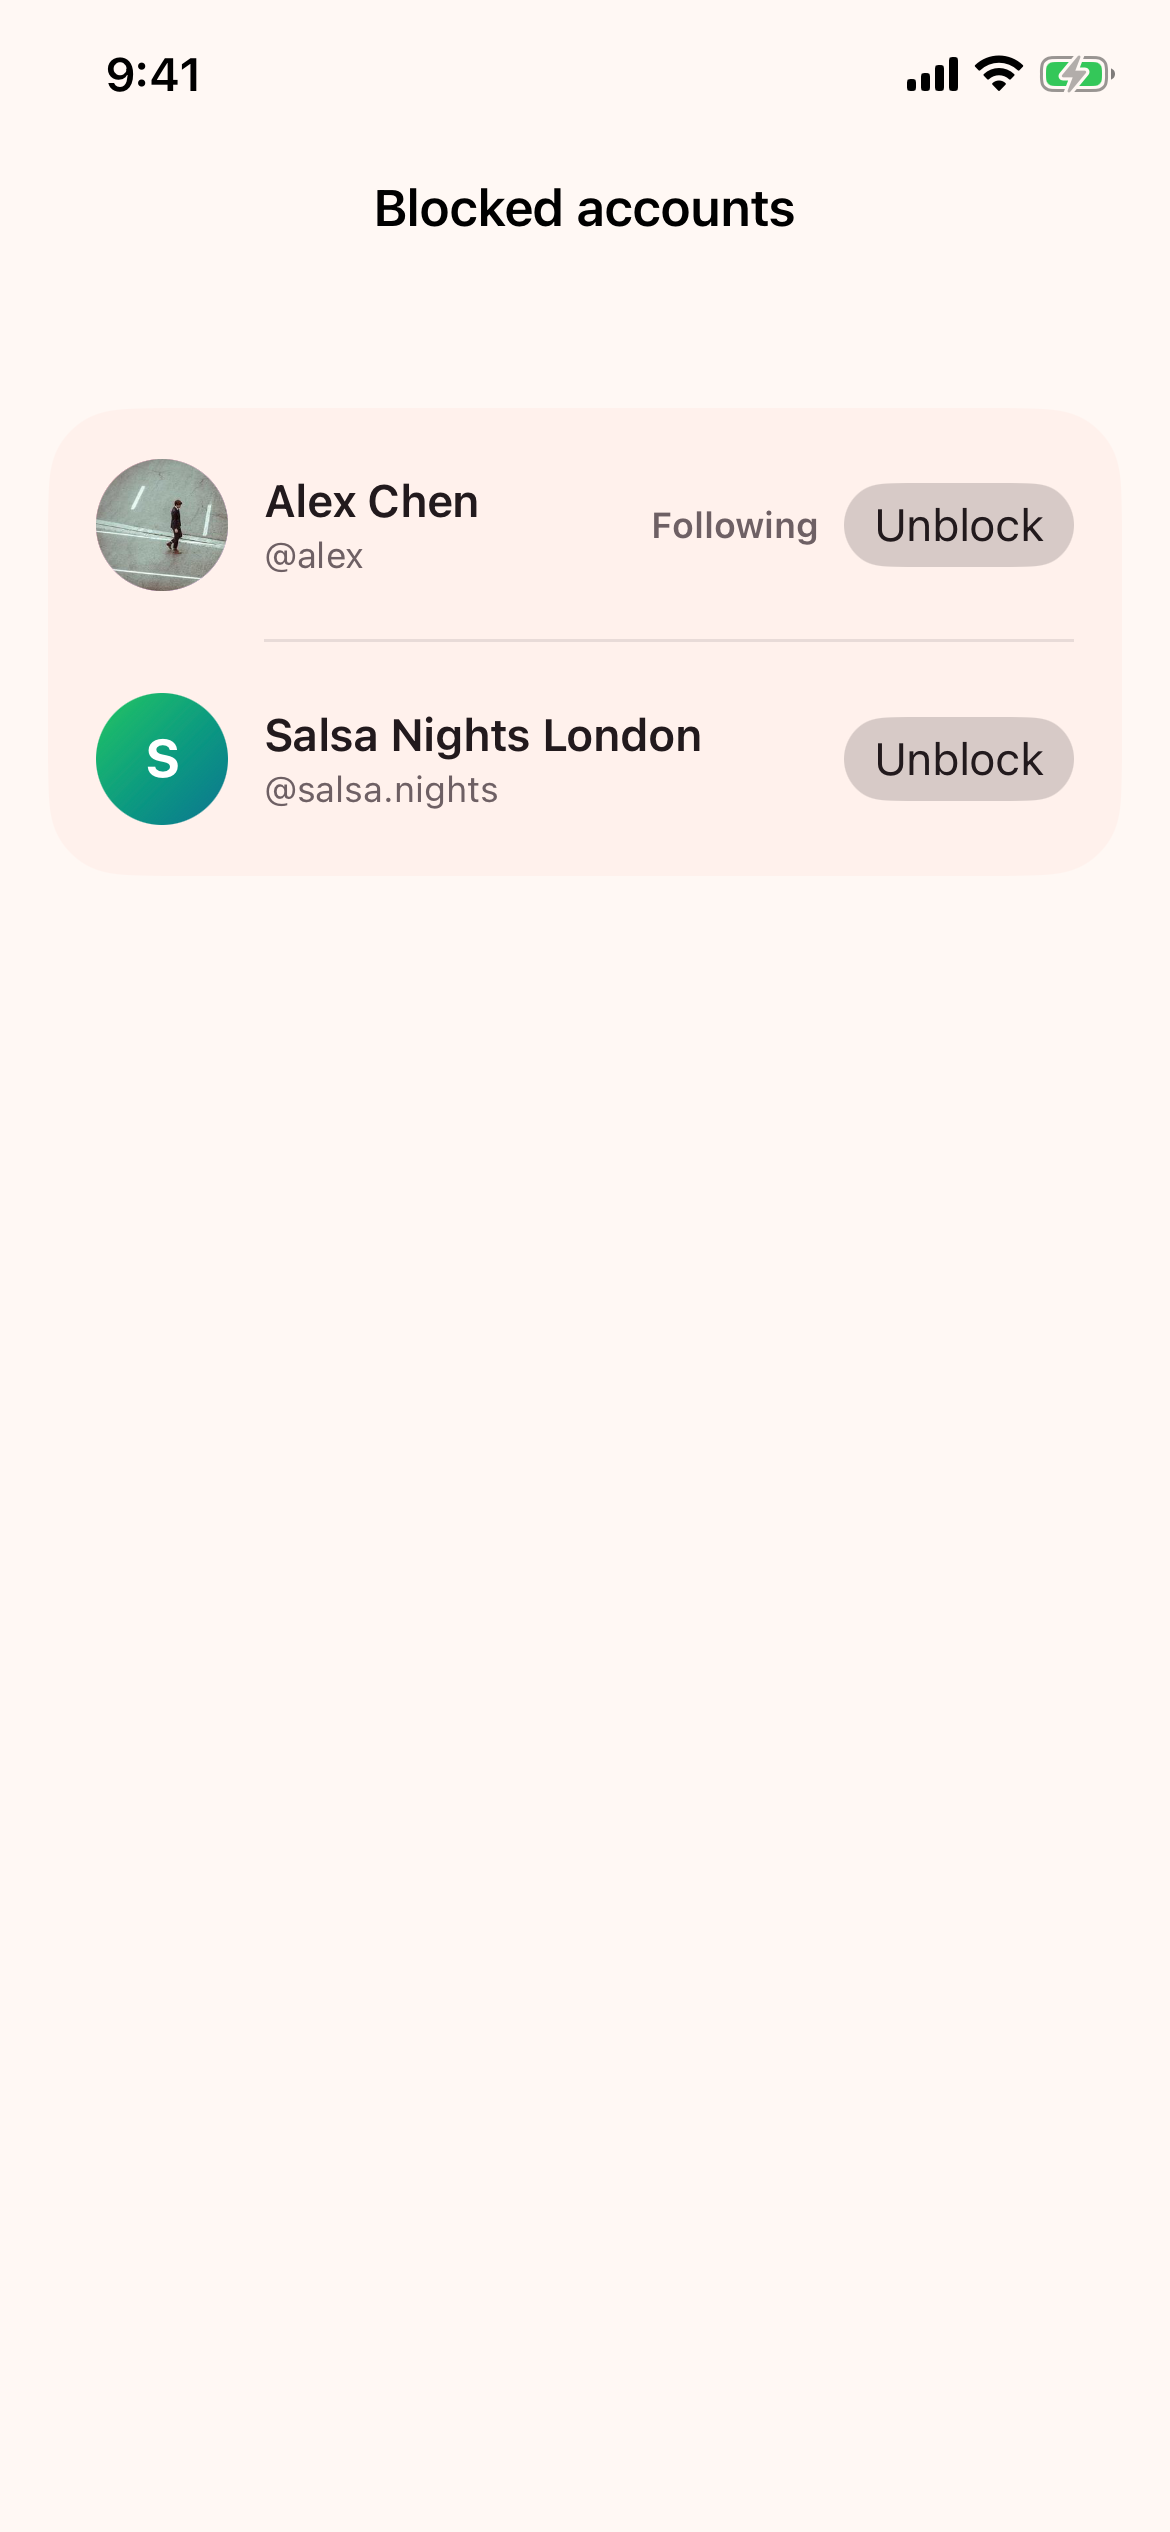 9:41
Blocked accounts
Alex Chen
@alex
Following
Unblock
S
Salsa Nights London
@salsa.nights
Unblock